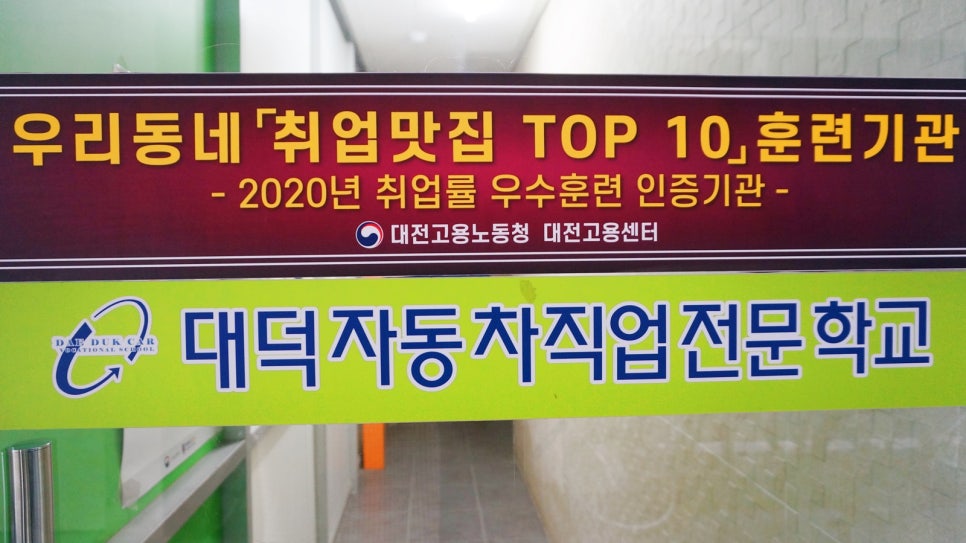 우리동네「취업맛집 TOP 10」훈련기관
- 2020년 취업률 우수훈련 인증기관 -
대전고용노동청 대전고용센터
DAE DUK CAR
VOCATIONAL SCHOOL
대덕자동차직업전문학교